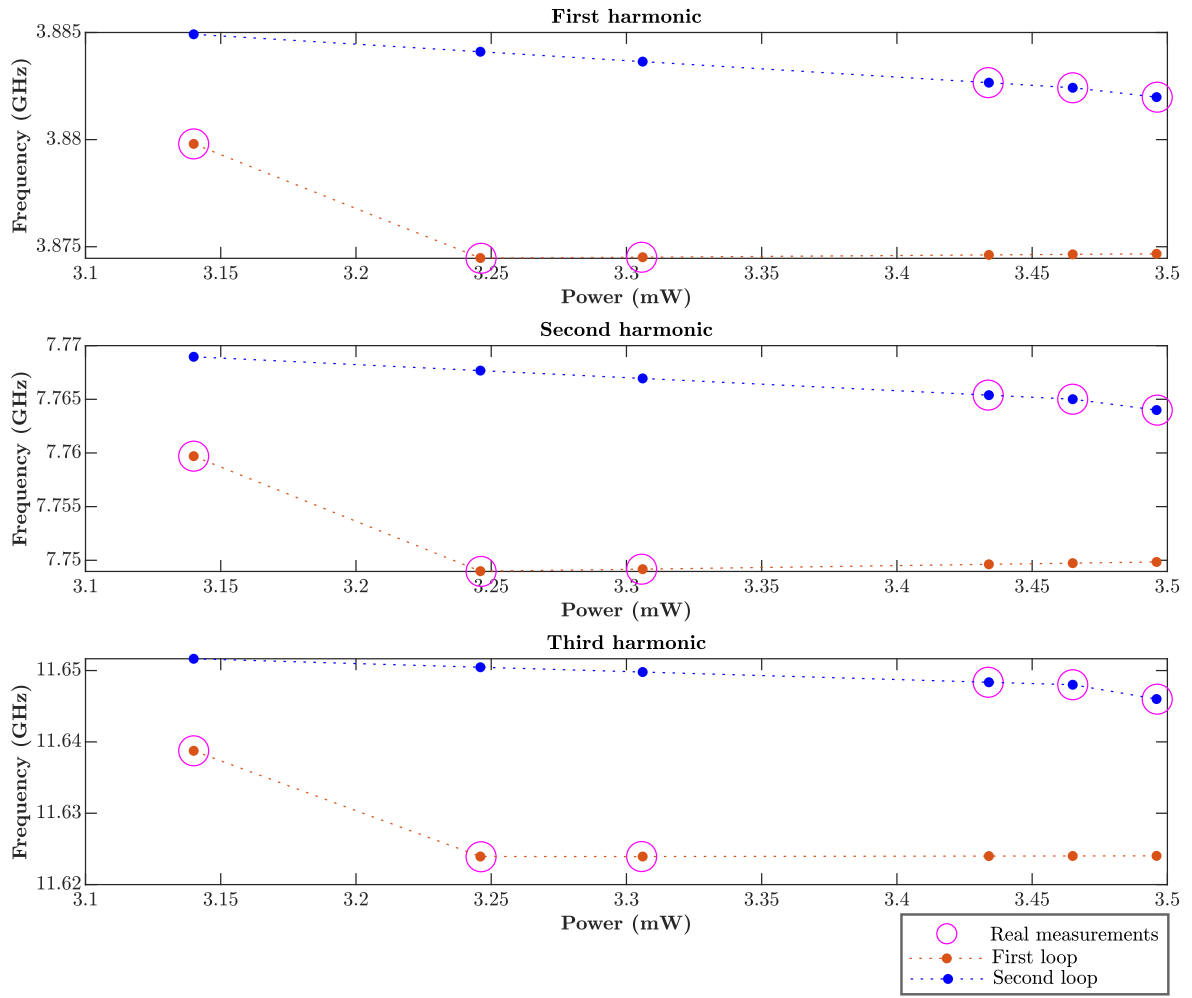 First harmonic
3.885
3.88
3.875
Frequency (GHz)
3.1 3.15 3.2 3.25 3.3 3.35 3.4 3.45 3.5
Power (mW)
Second harmonic
7.77
7.765
7.76
7.755
7.75
Frequency (GHz)
3.1 3.15 3.2 3.25 3.3 3.35 3.4 3.45 3.5
Power (mW)
Third harmonic
11.65
11.64
11.63
11.62
Frequency (GHz)
3.1 3.15 3.2 3.25 3.3 3.35 3.4 3.45 3.5
Power (mW)
Real measurements
First loop
Second loop